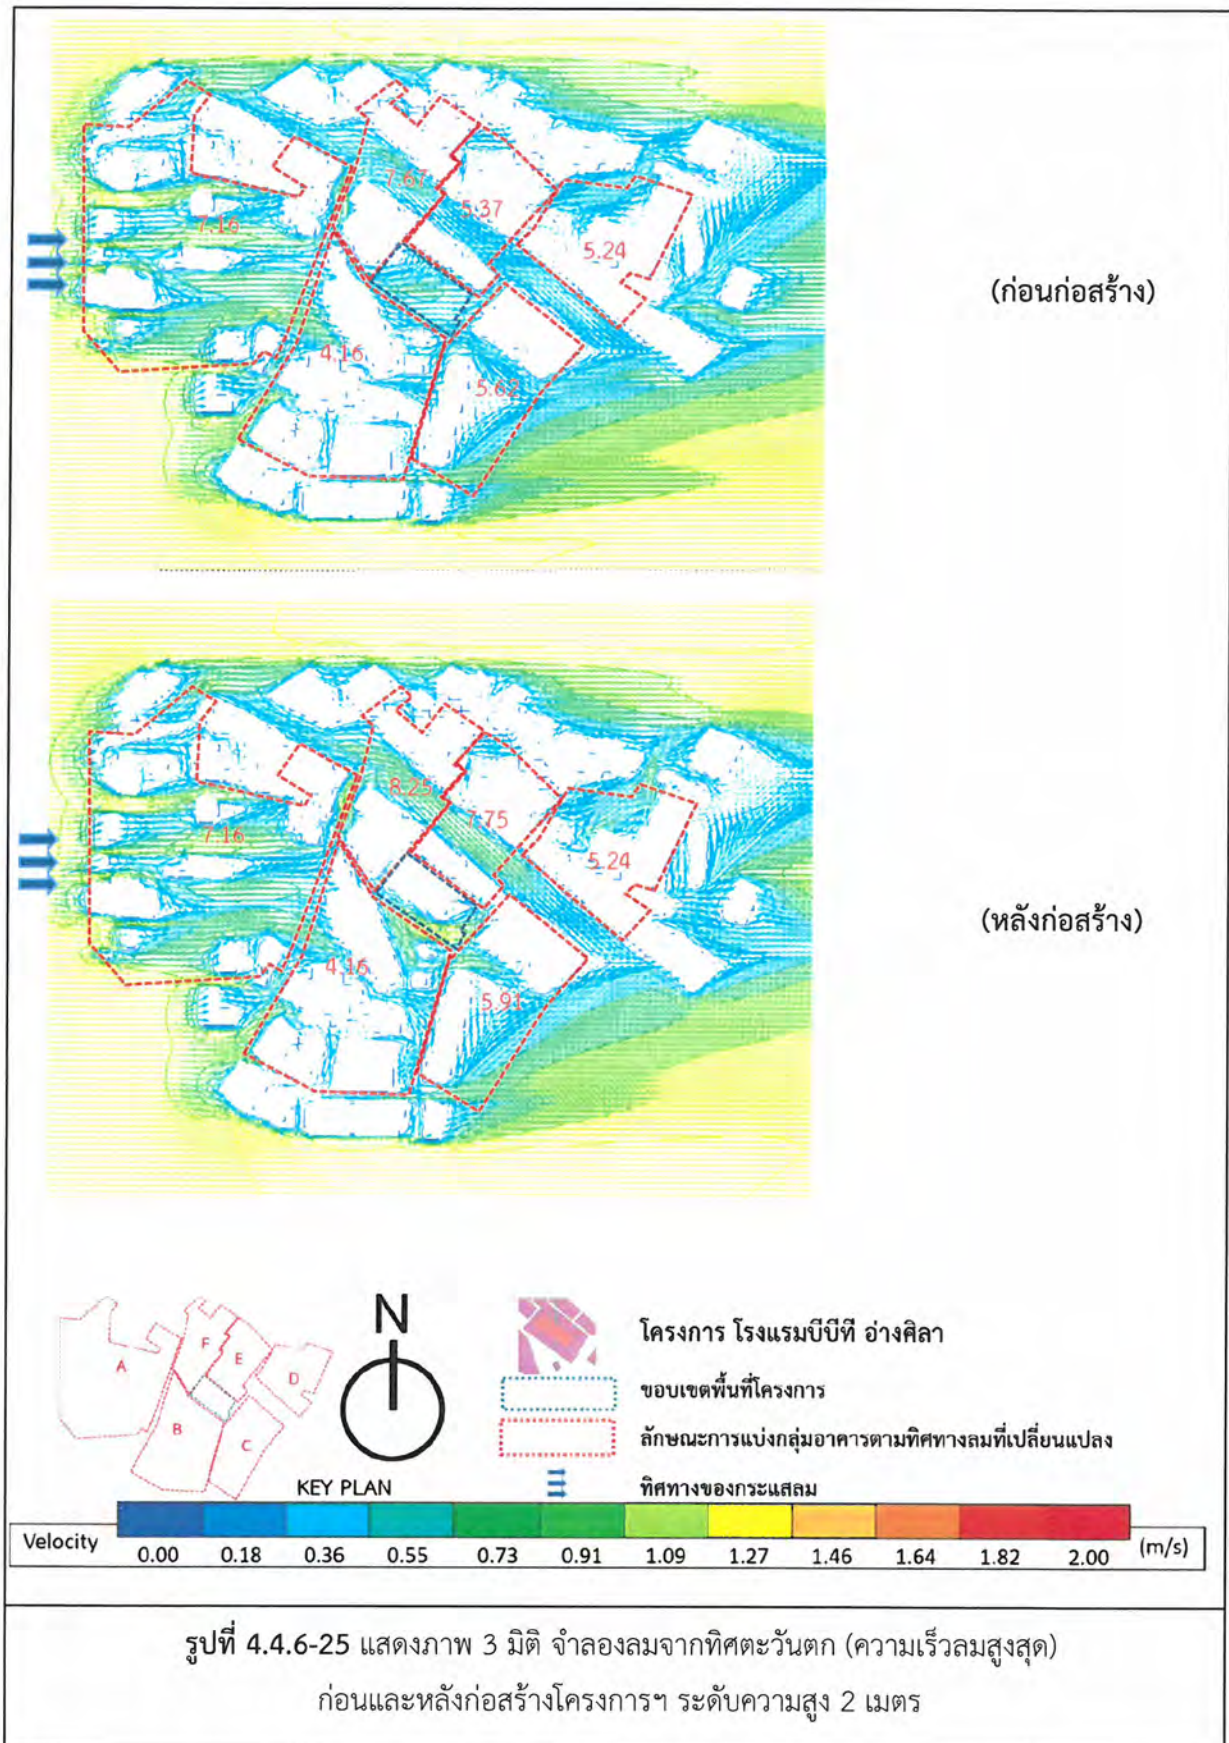 7.67
5.37
7.16
5.24
4.16
5.62
(ก่อนก่อสร้าง)
8.25
7.75
7.16
5.24
4.16
5.91
(หลังก่อสร้าง)
N
A
F
E
D
B
C
KEY PLAN
โครงการ โรงแรมบีบีที อ่างศิลา
ขอบเขตพื้นที่โครงการ
ลักษณะการแบ่งกลุ่มอาคารตามทิศทางลมที่เปลี่ยนแปลง
ทิศทางของกระแสลม
Velocity 0.00 0.18 0.36 0.55 0.73 0.91 1.09 1.27 1.46 1.64 1.82 2.00 (m/s)
รูปที่ 4.4.6-25 แสดงภาพ 3 มิติ จำลองลมจากทิศตะวันตก (ความเร็วลมสูงสุด)
ก่อนและหลังก่อสร้างโครงการฯ ระดับความสูง 2 เมตร